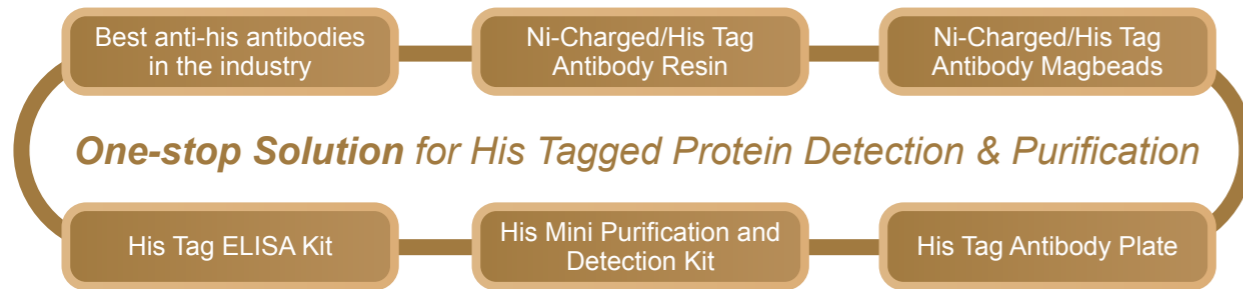 Best anti-his antibodies
in the industry
Ni-Charged/His Tag
Antibody Resin
Ni-Charged/His Tag
Antibody Magbeads
One-stop Solution for His Tagged Protein Detection & Purification
His Tag ELISA Kit
His Mini Purification and
Detection Kit
His Tag Antibody Plate